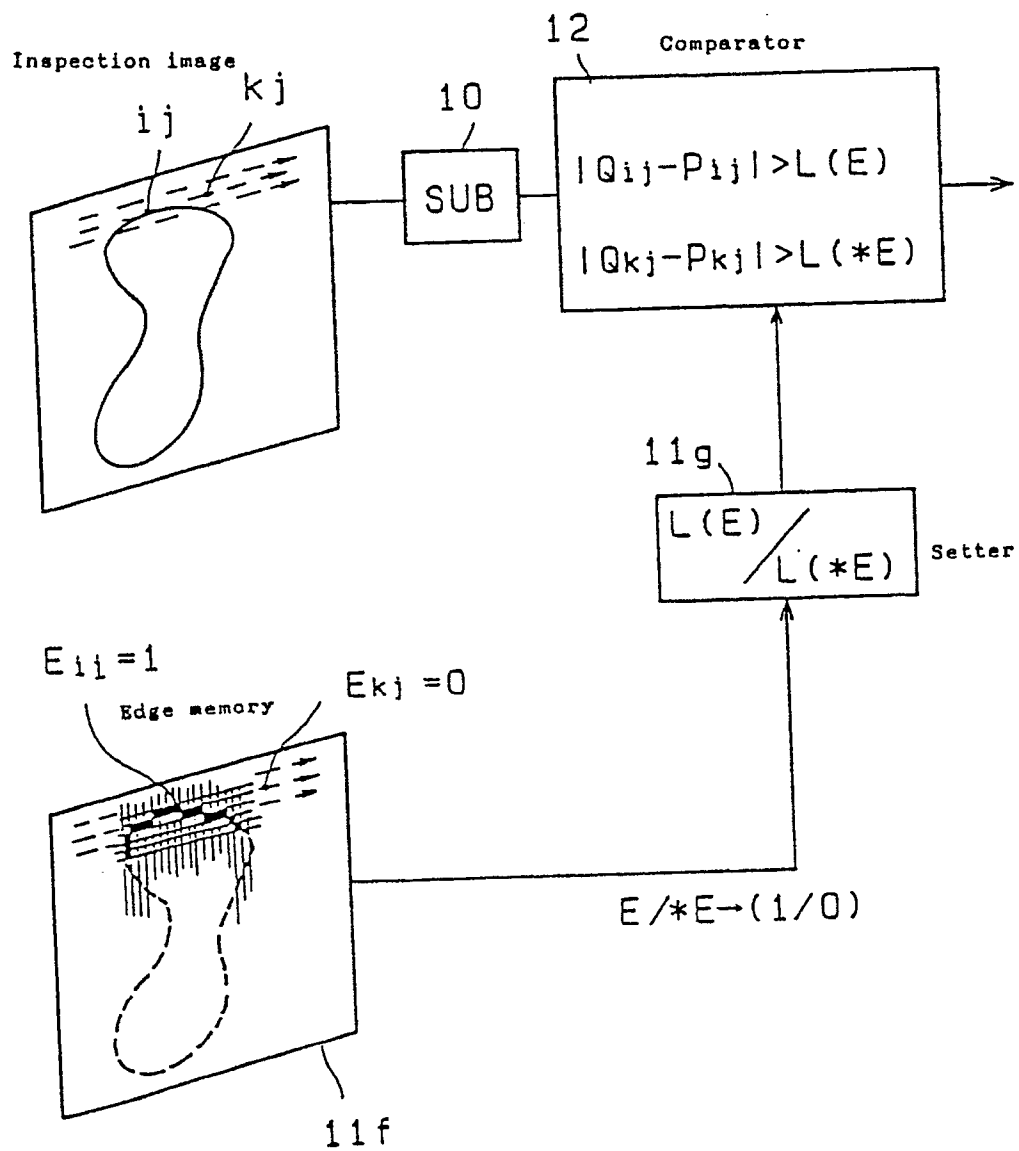 12
Comparator
Inspection image
kj
ij
10
SUB
|Qij-Pij|>L(E)
|Qkj-Pkj|>L(*E)
11g
L(E)/L(*E)
Setter
Eij=1
Ekj=0
Edge memory
E/*E→(1/0)
11f